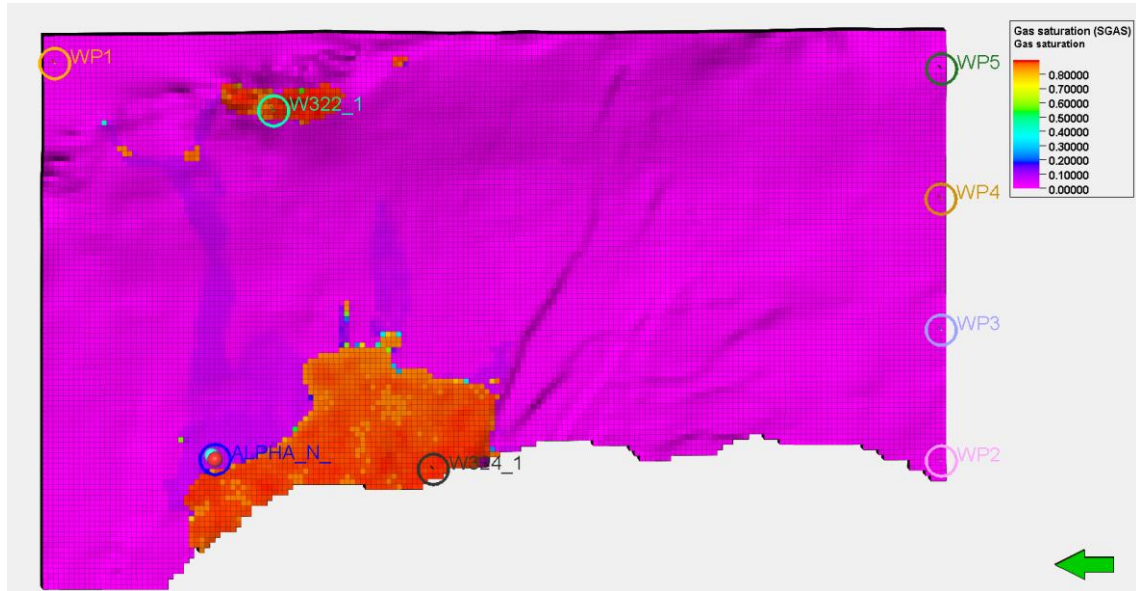 WP1
W322_1
WP5
Gas saturation (SGAS)
Gas saturation
0.80000
0.70000
0.60000
0.50000
0.40000
0.30000
0.20000
0.10000
0.00000
WP4
WP3
ALPHA_N_
W324_1
WP2